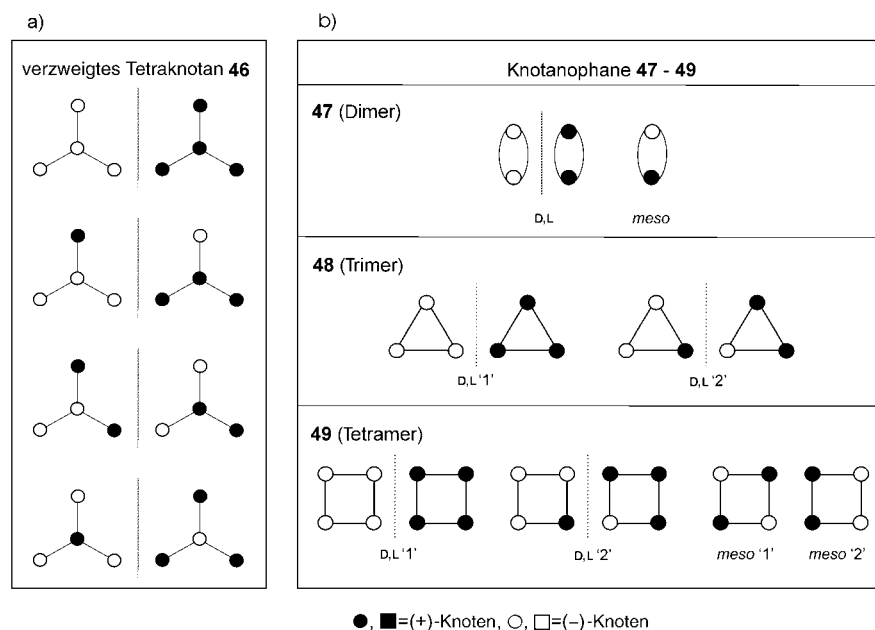 a)
verzweigtes Tetraknotan 46
b)
Knotanophane 47 - 49
47 (Dimer)
D,L
meso
48 (Trimer)
D,L '1'
D,L '2'
49 (Tetramer)
D,L '1'
D,L '2'
meso '1'
meso '2'
●, ■=(+)-Knoten, ○, □=(−)-Knoten